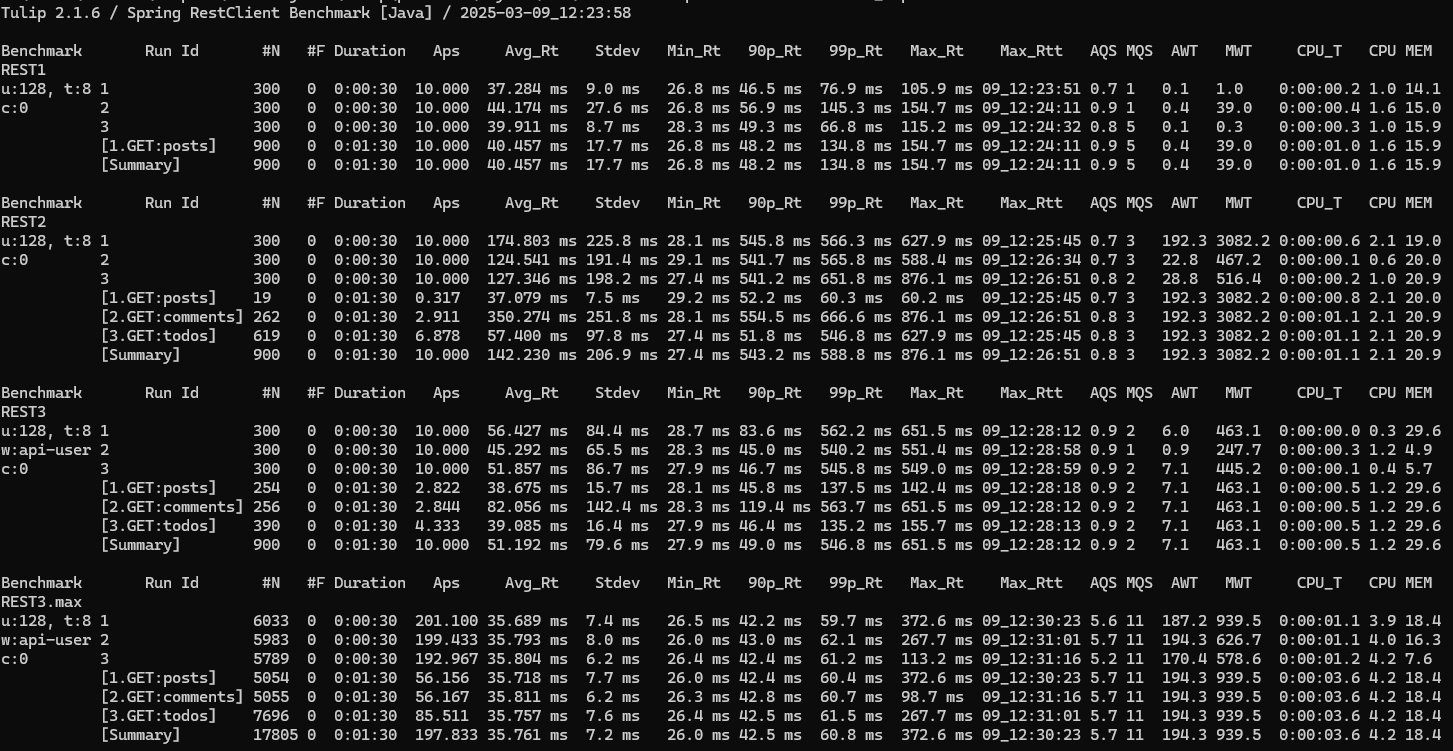 Tulip 2.1.6 / Spring RestClient Benchmark [Java] / 2025-03-09_12:23:58
Benchmark Run Id #N #F Duration Aps Avg_Rt Stdev Min_Rt 90p_Rt 99p_Rt Max_Rt Max_Rtt AQS MQS AWT MWT CPU_T CPU MEM
REST1
u:128, t:8 1 300 0 0:00:30 10.000 37.284 ms 9.0 ms 26.8 ms 46.5 ms 76.9 ms 105.9 ms 09_12:23:51 0.7 1 0.1 1.0 0:00:00.2 1.0 14.1
c:0 2 300 0 0:00:30 10.000 44.174 ms 27.6 ms 26.8 ms 56.9 ms 145.3 ms 154.7 ms 09_12:24:11 0.9 1 0.4 39.0 0:00:00.4 1.6 15.0
3 300 0 0:00:30 10.000 39.911 ms 8.7 ms 28.3 ms 49.3 ms 66.8 ms 115.2 ms 09_12:24:32 0.8 5 0.1 0.3 0:00:00.3 1.0 15.9
[1.GET:posts] 900 0 0:01:30 10.000 40.457 ms 17.7 ms 26.8 ms 48.2 ms 134.8 ms 154.7 ms 09_12:24:11 0.9 5 0.4 39.0 0:00:01.0 1.6 15.9
[Summary] 900 0 0:01:30 10.000 40.457 ms 17.7 ms 26.8 ms 48.2 ms 134.8 ms 154.7 ms 09_12:24:11 0.9 5 0.4 39.0 0:00:01.0 1.6 15.9
Benchmark Run Id #N #F Duration Aps Avg_Rt Stdev Min_Rt 90p_Rt 99p_Rt Max_Rt Max_Rtt AQS MQS AWT MWT CPU_T CPU MEM
REST2
u:128, t:8 1 300 0 0:00:30 10.000 174.803 ms 225.8 ms 28.1 ms 545.8 ms 566.3 ms 627.9 ms 09_12:25:45 0.7 3 192.3 3082.2 0:00:00.6 2.1 19.0
c:0 2 300 0 0:00:30 10.000 124.541 ms 191.4 ms 29.1 ms 541.7 ms 565.8 ms 588.4 ms 09_12:26:34 0.7 3 22.8 467.2 0:00:00.1 0.6 20.0
3 300 0 0:00:30 10.000 127.346 ms 198.2 ms 27.4 ms 541.2 ms 651.8 ms 876.1 ms 09_12:26:51 0.8 2 28.8 516.4 0:00:00.2 1.0 20.9
[1.GET:posts] 19 0 0:01:30 0.317 37.079 ms 7.5 ms 29.2 ms 52.2 ms 60.3 ms 60.2 ms 09_12:25:45 0.7 3 192.3 3082.2 0:00:00.8 2.1 20.0
[2.GET:comments] 262 0 0:01:30 2.911 350.274 ms 251.8 ms 28.1 ms 554.5 ms 666.6 ms 876.1 ms 09_12:26:51 0.8 3 192.3 3082.2 0:00:01.1 2.1 20.9
[3.GET:todos] 619 0 0:01:30 6.878 57.400 ms 97.8 ms 27.4 ms 51.8 ms 546.8 ms 627.9 ms 09_12:25:45 0.8 3 192.3 3082.2 0:00:01.1 2.1 20.9
[Summary] 900 0 0:01:30 10.000 142.230 ms 206.9 ms 27.4 ms 543.2 ms 588.8 ms 876.1 ms 09_12:26:51 0.8 3 192.3 3082.2 0:00:01.1 2.1 20.9
Benchmark Run Id #N #F Duration Aps Avg_Rt Stdev Min_Rt 90p_Rt 99p_Rt Max_Rt Max_Rtt AQS MQS AWT MWT CPU_T CPU MEM
REST3
u:128, t:8 1 300 0 0:00:30 10.000 56.427 ms 84.4 ms 28.7 ms 83.6 ms 562.2 ms 651.5 ms 09_12:28:12 0.9 2 6.0 463.1 0:00:00.0 0.3 29.6
w:api-user 2 300 0 0:00:30 10.000 45.292 ms 65.5 ms 28.3 ms 45.0 ms 540.2 ms 551.4 ms 09_12:28:58 0.9 1 0.9 247.7 0:00:00.3 1.2 4.9
c:0 3 300 0 0:00:30 10.000 51.857 ms 86.7 ms 27.9 ms 46.7 ms 545.8 ms 549.0 ms 09_12:28:59 0.9 2 7.1 445.2 0:00:00.1 0.4 5.7
[1.GET:posts] 254 0 0:01:30 2.822 38.675 ms 15.7 ms 28.1 ms 45.8 ms 137.5 ms 142.4 ms 09_12:28:18 0.9 2 7.1 463.1 0:00:00.5 1.2 29.6
[2.GET:comments] 256 0 0:01:30 2.844 82.056 ms 142.4 ms 28.3 ms 119.4 ms 563.7 ms 651.5 ms 09_12:28:12 0.9 2 7.1 463.1 0:00:00.5 1.2 29.6
[3.GET:todos] 390 0 0:01:30 4.333 39.085 ms 16.4 ms 27.9 ms 46.4 ms 135.2 ms 155.7 ms 09_12:28:13 0.9 2 7.1 463.1 0:00:00.5 1.2 29.6
[Summary] 900 0 0:01:30 10.000 51.192 ms 79.6 ms 27.9 ms 49.0 ms 546.8 ms 651.5 ms 09_12:28:12 0.9 2 7.1 463.1 0:00:00.5 1.2 29.6
Benchmark Run Id #N #F Duration Aps Avg_Rt Stdev Min_Rt 90p_Rt 99p_Rt Max_Rt Max_Rtt AQS MQS AWT MWT CPU_T CPU MEM
REST3.max
u:128, t:8 1 6033 0 0:00:30 201.100 35.689 ms 7.4 ms 26.5 ms 42.2 ms 59.7 ms 372.6 ms 09_12:30:23 5.6 11 187.2 939.5 0:00:01.1 3.9 18.4
w:api-user 2 5983 0 0:00:30 199.433 35.793 ms 8.0 ms 26.0 ms 43.0 ms 62.1 ms 267.7 ms 09_12:31:01 5.7 11 194.3 626.7 0:00:01.1 4.0 16.3
c:0 3 5789 0 0:00:30 192.967 35.804 ms 6.2 ms 26.4 ms 42.4 ms 61.2 ms 113.2 ms 09_12:31:16 5.2 11 170.4 578.6 0:00:01.2 4.2 7.6
[1.GET:posts] 5054 0 0:01:30 56.156 35.718 ms 7.7 ms 26.0 ms 42.4 ms 60.4 ms 372.6 ms 09_12:30:23 5.7 11 194.3 939.5 0:00:03.6 4.2 18.4
[2.GET:comments] 5055 0 0:01:30 56.167 35.811 ms 6.2 ms 26.3 ms 42.8 ms 60.7 ms 98.7 ms 09_12:31:16 5.7 11 194.3 939.5 0:00:03.6 4.2 18.4
[3.GET:todos] 7696 0 0:01:30 85.511 35.757 ms 7.6 ms 26.4 ms 42.5 ms 61.5 ms 267.7 ms 09_12:31:01 5.7 11 194.3 939.5 0:00:03.6 4.2 18.4
[Summary] 17805 0 0:01:30 197.833 35.761 ms 7.2 ms 26.0 ms 42.5 ms 60.8 ms 372.6 ms 09_12:30:23 5.7 11 194.3 939.5 0:00:03.6 4.2 18.4